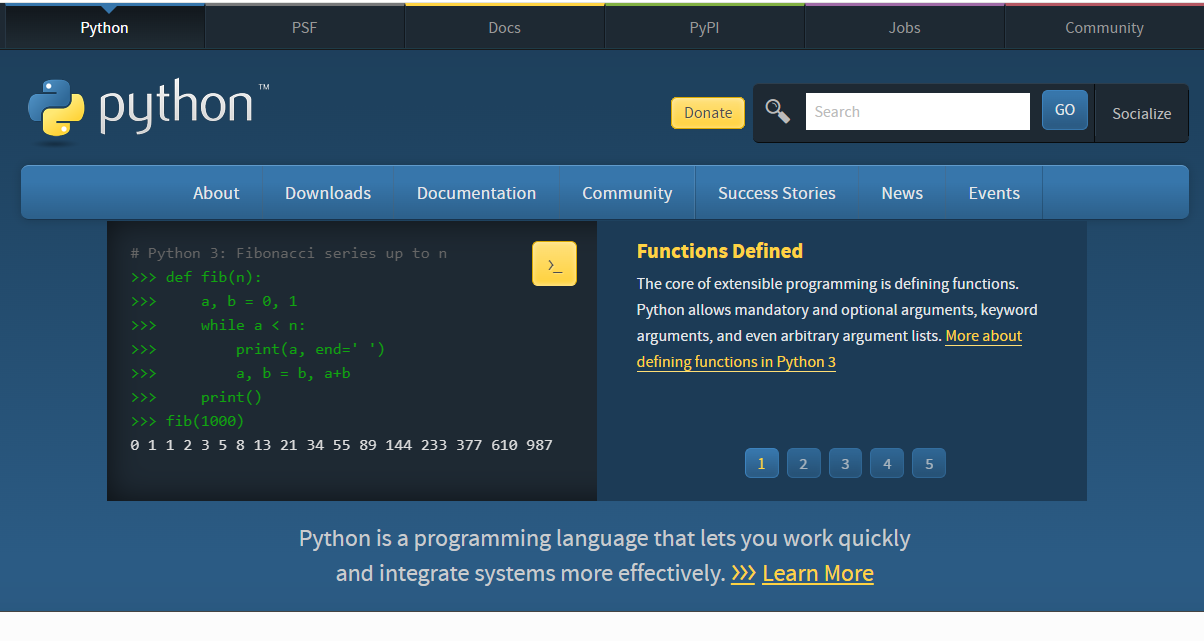 Python PSF Docs PyPI Jobs Community
python™
Donate Search GO Socialize
About Downloads Documentation Community Success Stories News Events
# Python 3: Fibonacci series up to n
>>> def fib(n):
>>>     a, b = 0, 1
>>>     while a < n:
>>>         print(a, end=' ')
>>>         a, b = b, a+b
>>>     print()
>>> fib(1000)
0 1 1 2 3 5 8 13 21 34 55 89 144 233 377 610 987
>_
Functions Defined
The core of extensible programming is defining functions.
Python allows mandatory and optional arguments, keyword
arguments, and even arbitrary argument lists. More about
defining functions in Python 3
1 2 3 4 5
Python is a programming language that lets you work quickly
and integrate systems more effectively. >>> Learn More